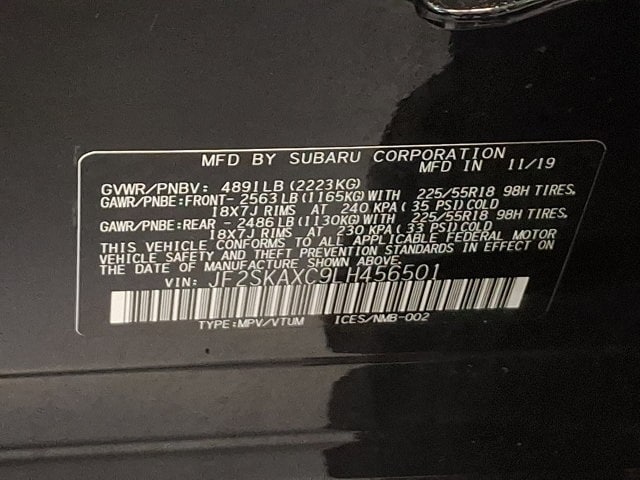 MFD BY SUBARU CORPORATION
MFD IN 11/19
GVWR/PNBV: 4891LB(2223KG)
GAWR/PNBE:FRONT- 2563LB(1165KG)WITH 225/55R18 98H TIRES,
18X7J RIMS AT 240 KPA(35 PSI)COLD
GAWR/PNBE:REAR - 2486LB(1130KG)WITH 225/55R18 98H TIRES,
18X7J RIMS AT 230 KPA(33 PSI)COLD
THIS VEHICLE CONFORMS TO ALL APPLICABLE FEDERAL MOTOR
VEHICLE SAFETY AND THEFT PREVENTION STANDARDS IN EFFECT ON
THE DATE OF MANUFACTURE SHOWN ABOVE.
VIN: JF2SKAXC9LH456501
TYPE:MPV/VTUM ICES/NMB-002